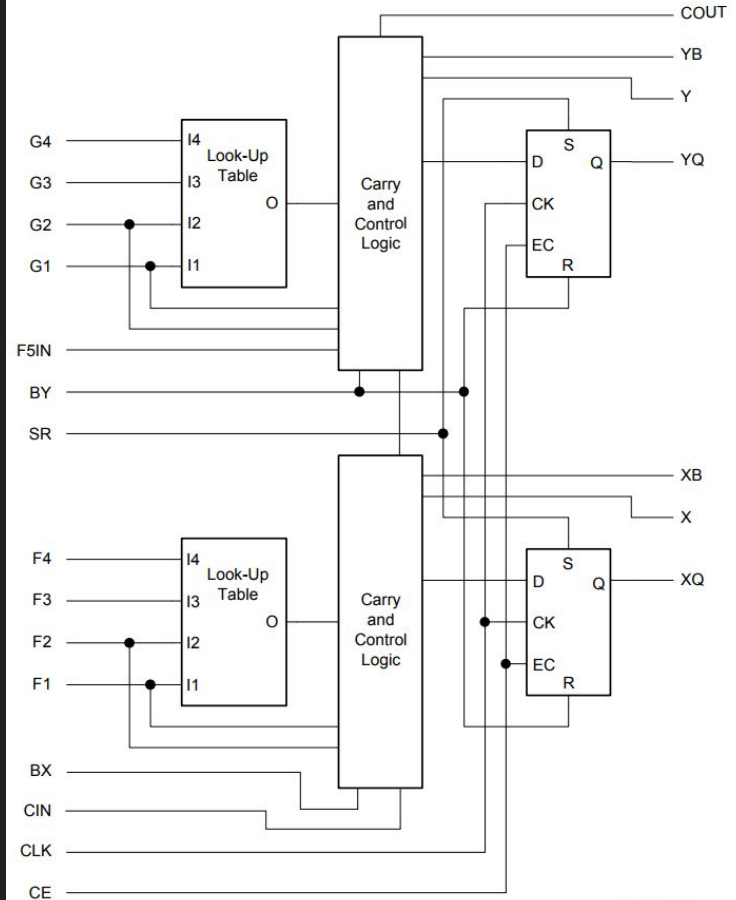 COUT
YB
Y
G4
I4
Look-Up
Table
G3
I3
G2
I2
O
G1
I1
Carry
and
Control
Logic
S
D
Q
YQ
CK
EC
R
F5IN
BY
SR
XB
X
F4
I4
Look-Up
Table
F3
I3
F2
I2
O
F1
I1
Carry
and
Control
Logic
S
D
Q
XQ
CK
EC
R
BX
CIN
CLK
CE